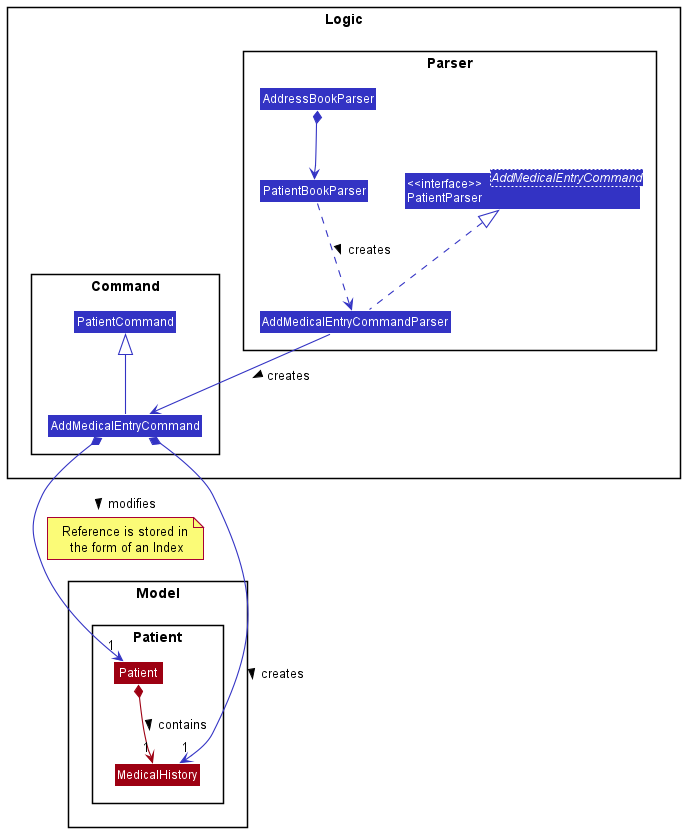 Logic
Parser
AddressBookParser
PatientBookParser
<<interface>>
PatientParser
AddMedicalEntryCommand
creates
AddMedicalEntryCommandParser
Command
PatientCommand
creates
AddMedicalEntryCommand
modifies
Reference is stored in
the form of an Index
Model
Patient
1
Patient
creates
contains
1
1
MedicalHistory